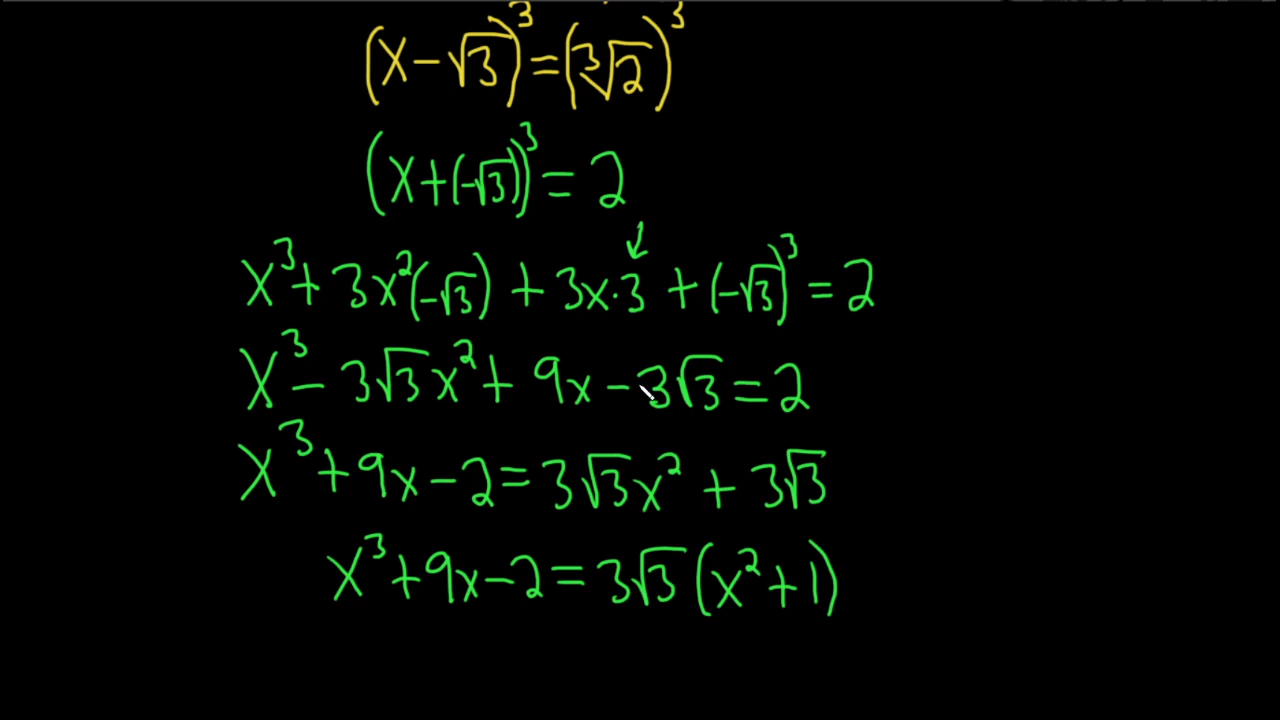 (x-√3)³=(∛2)³
(x+(-√3))³=2
x³+3x²(-√3)+3x·3+(-√3)³=2
x³-3√3x²+9x-3√3=2
x³+9x-2=3√3x²+3√3
x³+9x-2=3√3(x²+1)